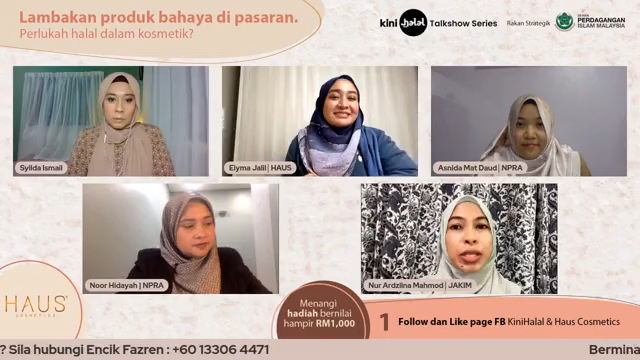 Lambakan produk bahaya di pasaran.
Perlukah halal dalam kosmetik?
kini halal Talkshow Series
Rakan Strategik
DEWAN
PERDAGANGAN
ISLAM MALAYSIA
Syilda Ismail
Elyma Jalil | HAUS
Asnida Mat Daud | NPRA
Noor Hidayah | NPRA
Nur Ardzlina Mahmod | JAKIM
HAUS
COSMETICS
Menangi
hadiah bernilai
hampir RM1,000
1 Follow dan Like page FB KiniHalal & Haus Cosmetics
? Sila hubungi Encik Fazren : +60 13306 4471
Bermina